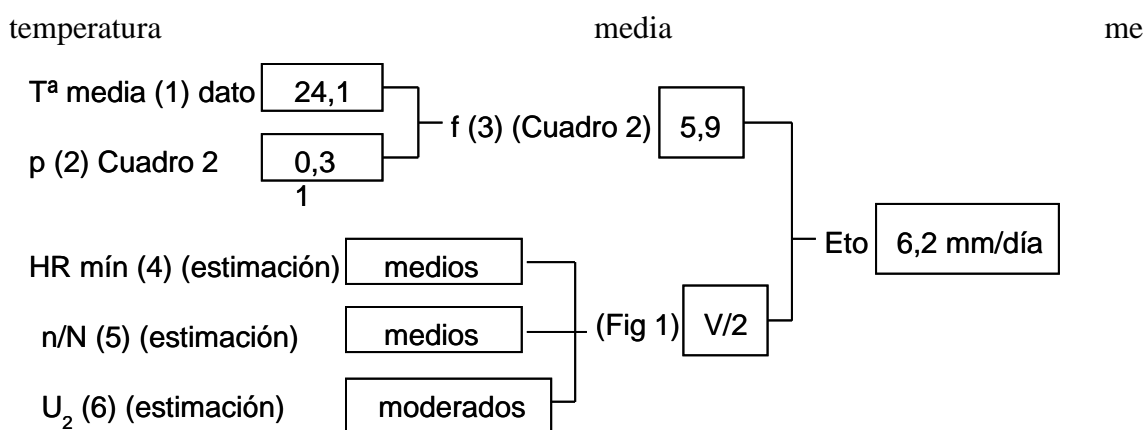 temperatura media me
Tª media (1) dato 24,1
f (3) (Cuadro 2) 5,9
p (2) Cuadro 2 0,3
1
Eto 6,2 mm/día
HR mín (4) (estimación) medios
n/N (5) (estimación) medios
(Fig 1) V/2
U₂ (6) (estimación) moderados